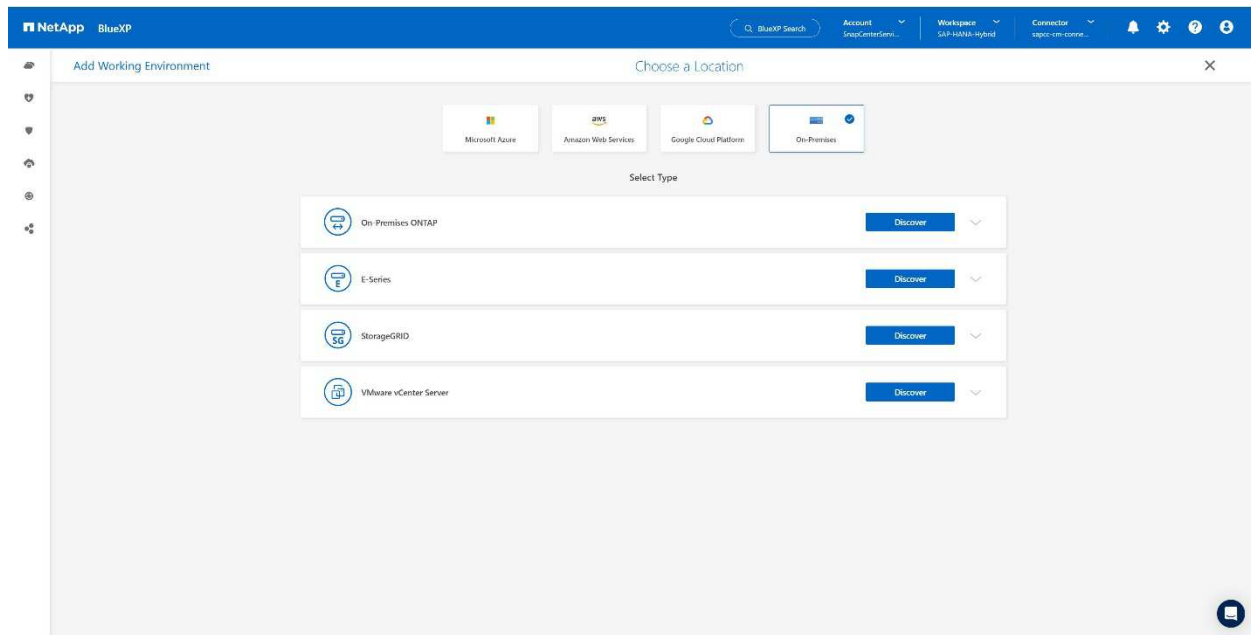 NetApp BlueXP
BlueXP Search
Account
SnapCenterServi...
Workspace
SAP-HANA-Hybrid
Connector
sapcc-cm-conne...
Add Working Environment
Choose a Location
Microsoft Azure
aws
Amazon Web Services
Google Cloud Platform
On-Premises
Select Type
On-Premises ONTAP
Discover
E
E-Series
Discover
SG
StorageGRID
Discover
VMware vCenter Server
Discover